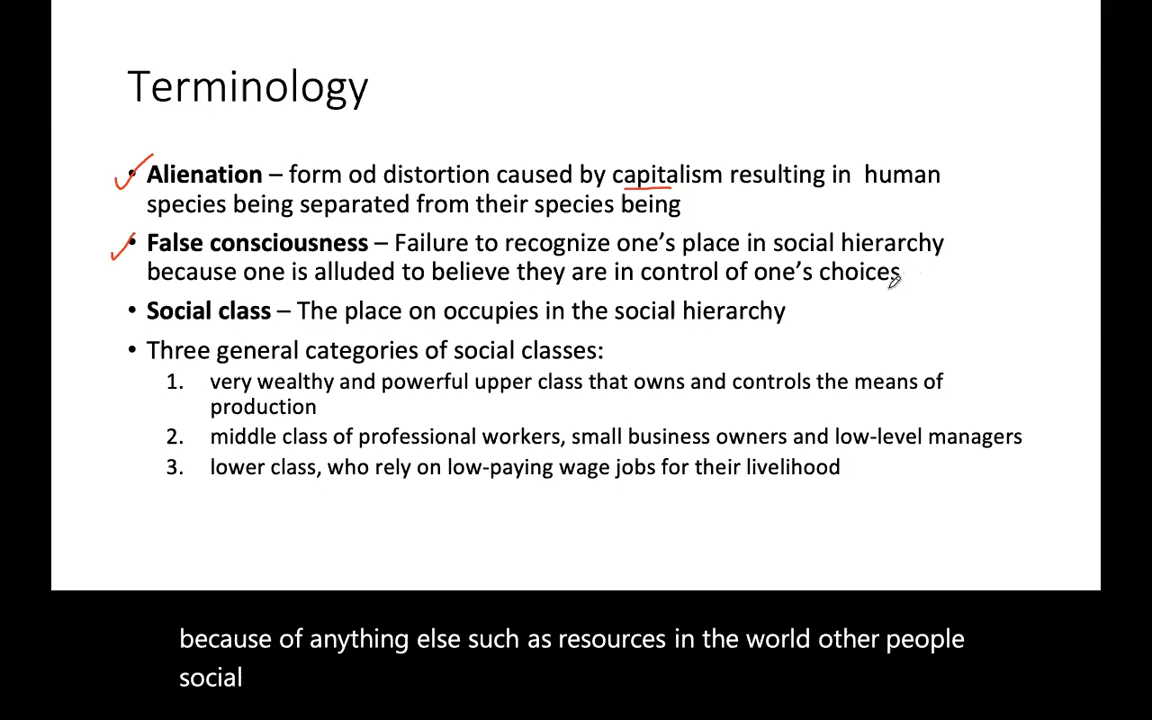 Terminology
• Alienation – form od distortion caused by capitalism resulting in human
species being separated from their species being
• False consciousness – Failure to recognize one's place in social hierarchy
because one is alluded to believe they are in control of one's choices
• Social class – The place on occupies in the social hierarchy
• Three general categories of social classes:
1. very wealthy and powerful upper class that owns and controls the means of
production
2. middle class of professional workers, small business owners and low-level managers
3. lower class, who rely on low-paying wage jobs for their livelihood
because of anything else such as resources in the world other people
social